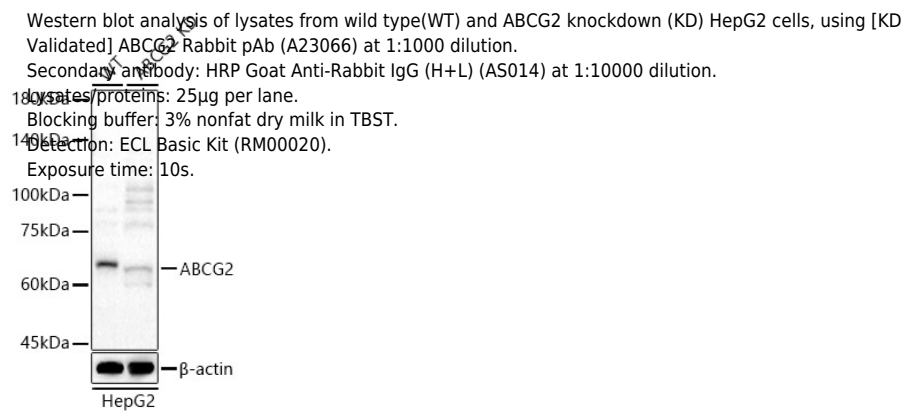 Western blot analysis of lysates from wild type(WT) and ABCG2 knockdown (KD) HepG2 cells, using [KD
Validated] ABCG2 Rabbit pAb (A23066) at 1:1000 dilution.
Secondary antibody: HRP Goat Anti-Rabbit IgG (H+L) (AS014) at 1:10000 dilution.
Lysates/proteins: 25μg per lane.
Blocking buffer: 3% nonfat dry milk in TBST.
Detection: ECL Basic Kit (RM00020).
Exposure time: 10s.
WT
ABCG2 KD
180kDa
140kDa
100kDa
75kDa
ABCG2
60kDa
45kDa
β-actin
HepG2